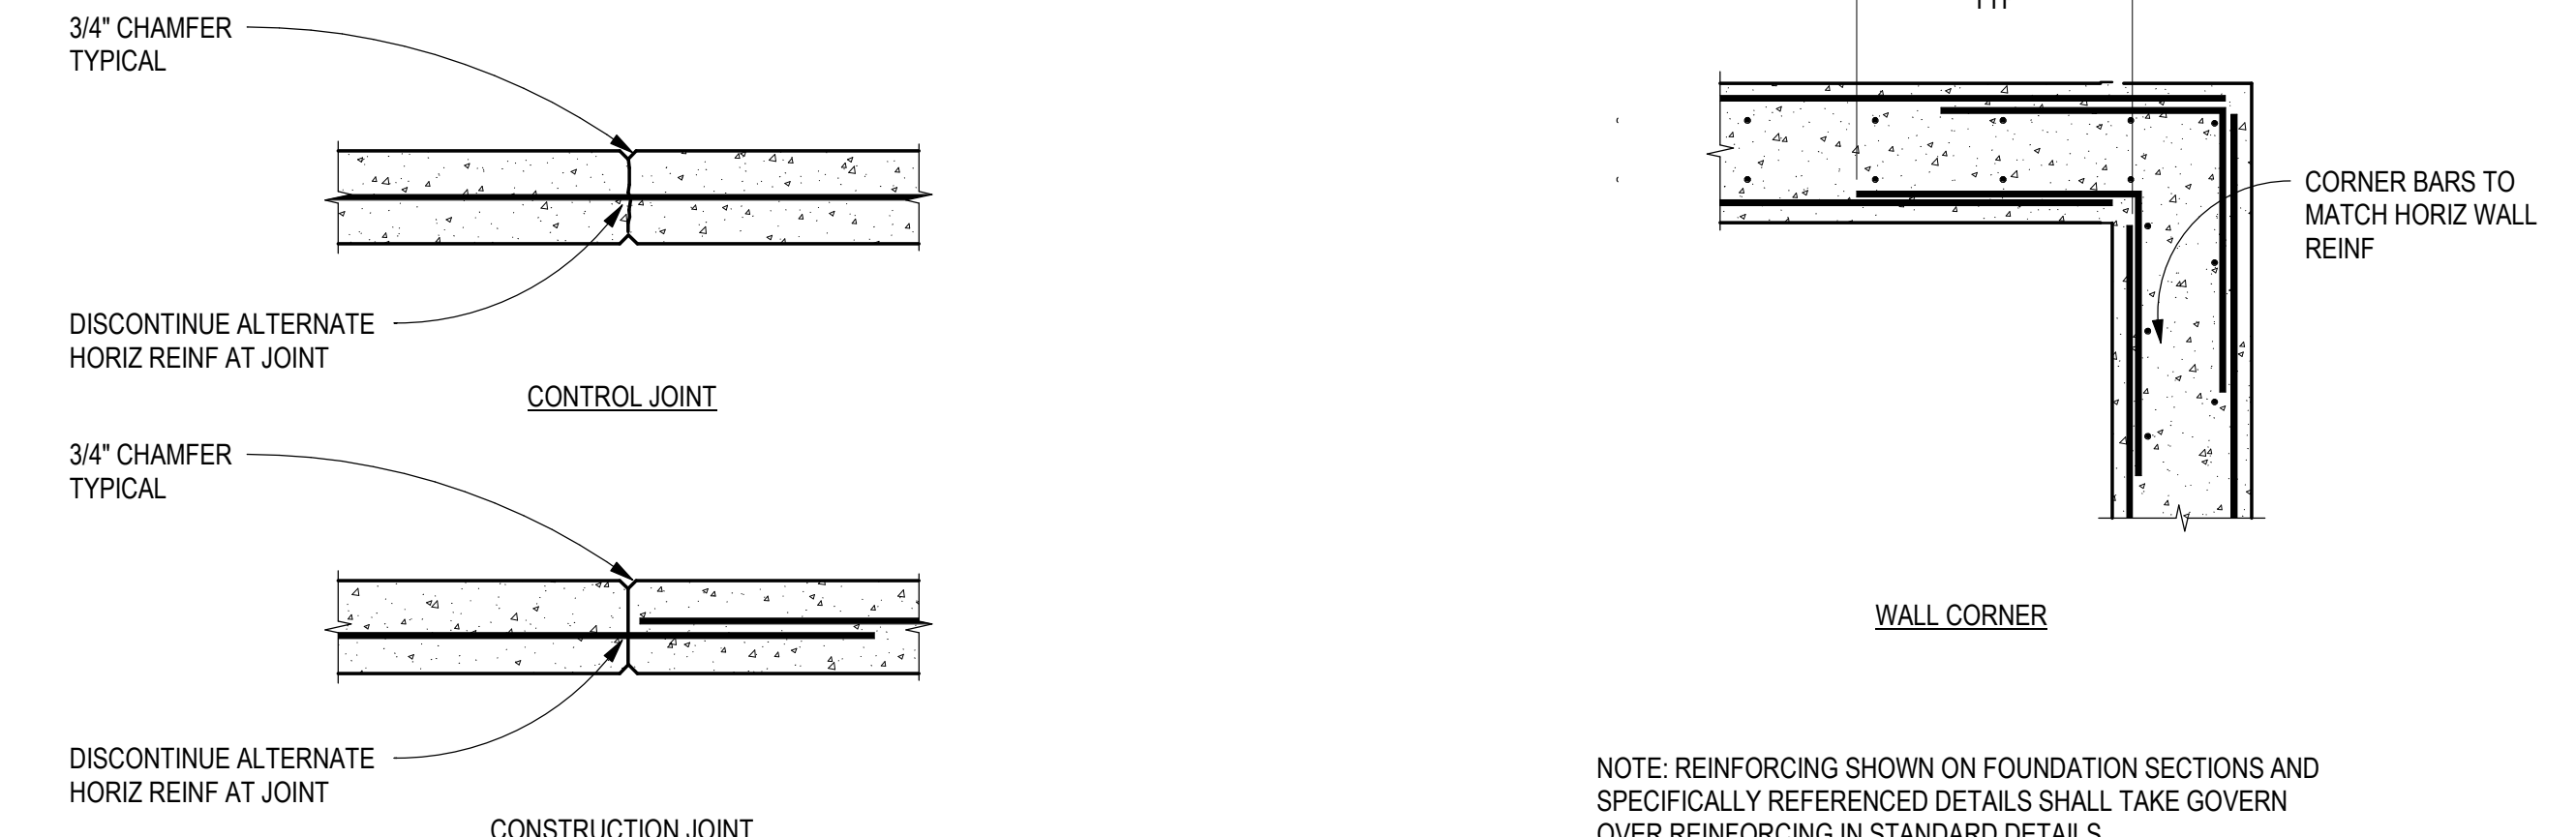 3/4" CHAMFER
TYPICAL
DISCONTINUE ALTERNATE
HORIZ REINF AT JOINT
CONTROL JOINT
3/4" CHAMFER
TYPICAL
DISCONTINUE ALTERNATE
HORIZ REINF AT JOINT
CONSTRUCTION JOINT
CORNER BARS TO
MATCH HORIZ WALL
REINF
WALL CORNER
NOTE: REINFORCING SHOWN ON FOUNDATION SECTIONS AND
SPECIFICALLY REFERENCED DETAILS SHALL TAKE GOVERN
OVER REINFORCING IN STANDARD DETAILS